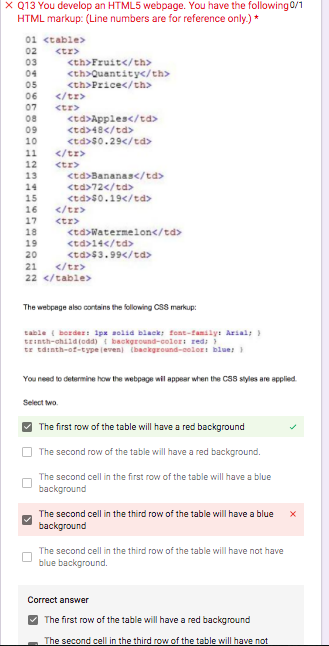 × Q13 You develop an HTML5 webpage. You have the following 0/1
HTML markup: (Line numbers are for reference only.) *
01 <table>
02 <tr>
03 <th>Fruit</th>
04 <th>Quantity</th>
05 <th>Price</th>
06 </tr>
07 <tr>
08 <td>Apples</td>
09 <td>48</td>
10 <td>$0.29</td>
11 </tr>
12 <tr>
13 <td>Bananas</td>
14 <td>72</td>
15 <td>$0.19</td>
16 </tr>
17 <tr>
18 <td>Watermelon</td>
19 <td>14</td>
20 <td>$3.99</td>
21 </tr>
22 </table>
The webpage also contains the following CSS markup:
table { border: 1px solid black; font-family: Arial; }
tr:nth-child(odd) { background-color: red; }
tr td:nth-of-type(even) {background-color: blue; }
You need to determine how the webpage will appear when the CSS styles are applied.
Select two.
The first row of the table will have a red background
The second row of the table will have a red background.
The second cell in the first row of the table will have a blue
background
The second cell in the third row of the table will have a blue
background
The second cell in the third row of the table will have not have
blue background.
Correct answer
The first row of the table will have a red background
The second cell in the third row of the table will have not